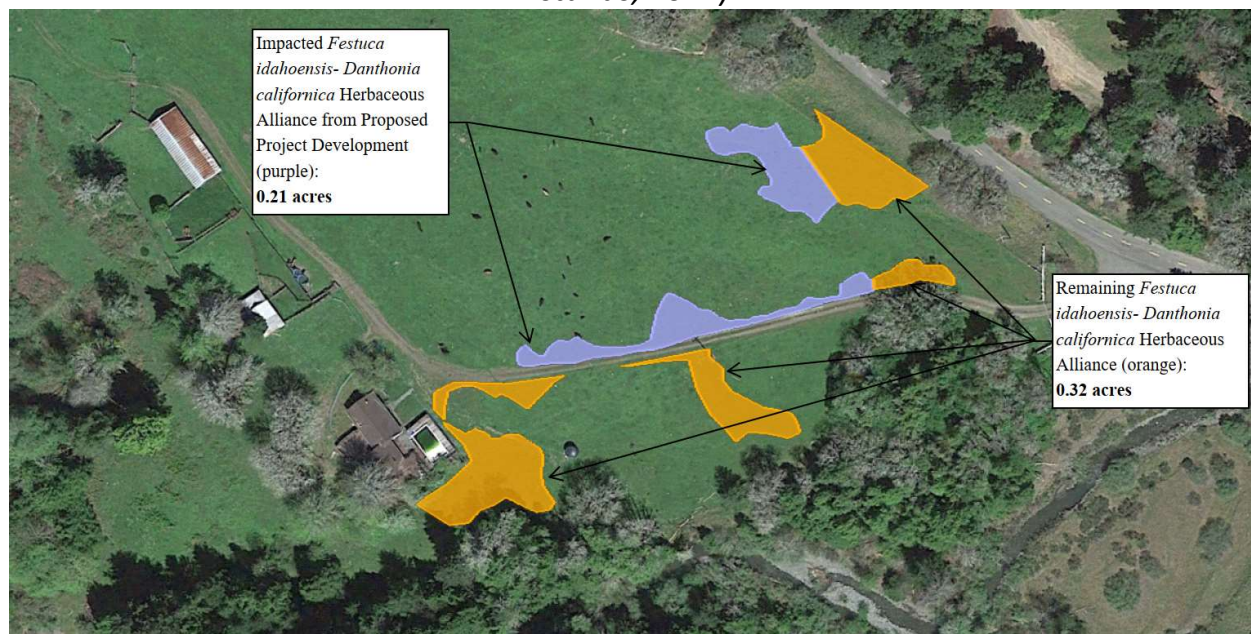 Impacted Festuca
idahoensis- Danthonia
californica Herbaceous
Alliance from Proposed
Project Development
(purple):
0.21 acres
Remaining Festuca
idahoensis- Danthonia
californica Herbaceous
Alliance (orange):
0.32 acres